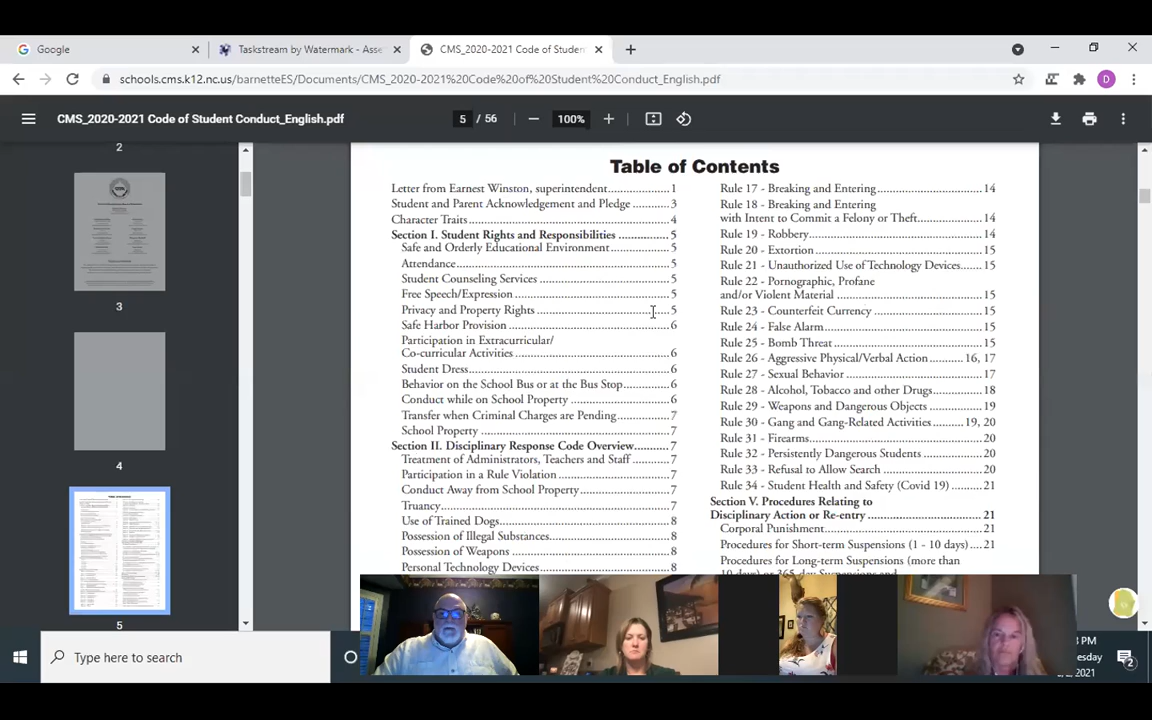 Google
Taskstream by Watermark - Asse
CMS_2020-2021 Code of Studen
schools.cms.k12.nc.us/barnetteES/Documents/CMS_2020-2021%20Code%20of%20Student%20Conduct_English.pdf
D
CMS_2020-2021 Code of Student Conduct_English.pdf
5 / 56
100%
2
3
4
5
Table of Contents
Letter from Earnest Winston, superintendent....................1
Student and Parent Acknowledgement and Pledge ............3
Character Traits ...............................................................4
Section I. Student Rights and Responsibilities ...............5
Safe and Orderly Educational Environment..................5
Attendance...................................................................5
Student Counseling Services .........................................5
Free Speech/Expression ................................................5
Privacy and Property Rights .........................................5
Safe Harbor Provision ..................................................6
Participation in Extracurricular/
Co-curricular Activities ................................................6
Student Dress...............................................................6
Behavior on the School Bus or at the Bus Stop..............6
Conduct while on School Property ...............................6
Transfer when Criminal Charges are Pending................7
School Property ...........................................................7
Section II. Disciplinary Response Code Overview...........7
Treatment of Administrators, Teachers and Staff ...........7
Participation in a Rule Violation ...................................7
Conduct Away from School Property ............................7
Truancy........................................................................7
Use of Trained Dogs.....................................................8
Possession of Illegal Substances.....................................8
Possession of Weapons .................................................8
Personal Technology Devices ........................................8
Rule 17 - Breaking and Entering ................................14
Rule 18 - Breaking and Entering
with Intent to Commit a Felony or Theft.....................14
Rule 19 - Robbery.......................................................14
Rule 20 - Extortion .....................................................15
Rule 21 - Unauthorized Use of Technology Devices......15
Rule 22 - Pornographic, Profane
and/or Violent Material ..............................................15
Rule 23 - Counterfeit Currency ..................................15
Rule 24 - False Alarm..................................................15
Rule 25 - Bomb Threat................................................15
Rule 26 - Aggressive Physical/Verbal Action ..........16, 17
Rule 27 - Sexual Behavior ...........................................17
Rule 28 - Alcohol, Tobacco and other Drugs................18
Rule 29 - Weapons and Dangerous Objects .................19
Rule 30 - Gang and Gang-Related Activities..........19, 20
Rule 31 - Firearms.......................................................20
Rule 32 - Persistently Dangerous Students ..................20
Rule 33 - Refusal to Allow Search ...............................20
Rule 34 - Student Health and Safety (Covid 19)...........21
Section V. Procedures Relating to
Disciplinary Action or Re-entry .................................21
Corporal Punishment..................................................21
Procedures for Short-term Suspensions (1 - 10 days)....21
Procedures for Long-term Suspensions (more than
Type here to search
PM
2021
2